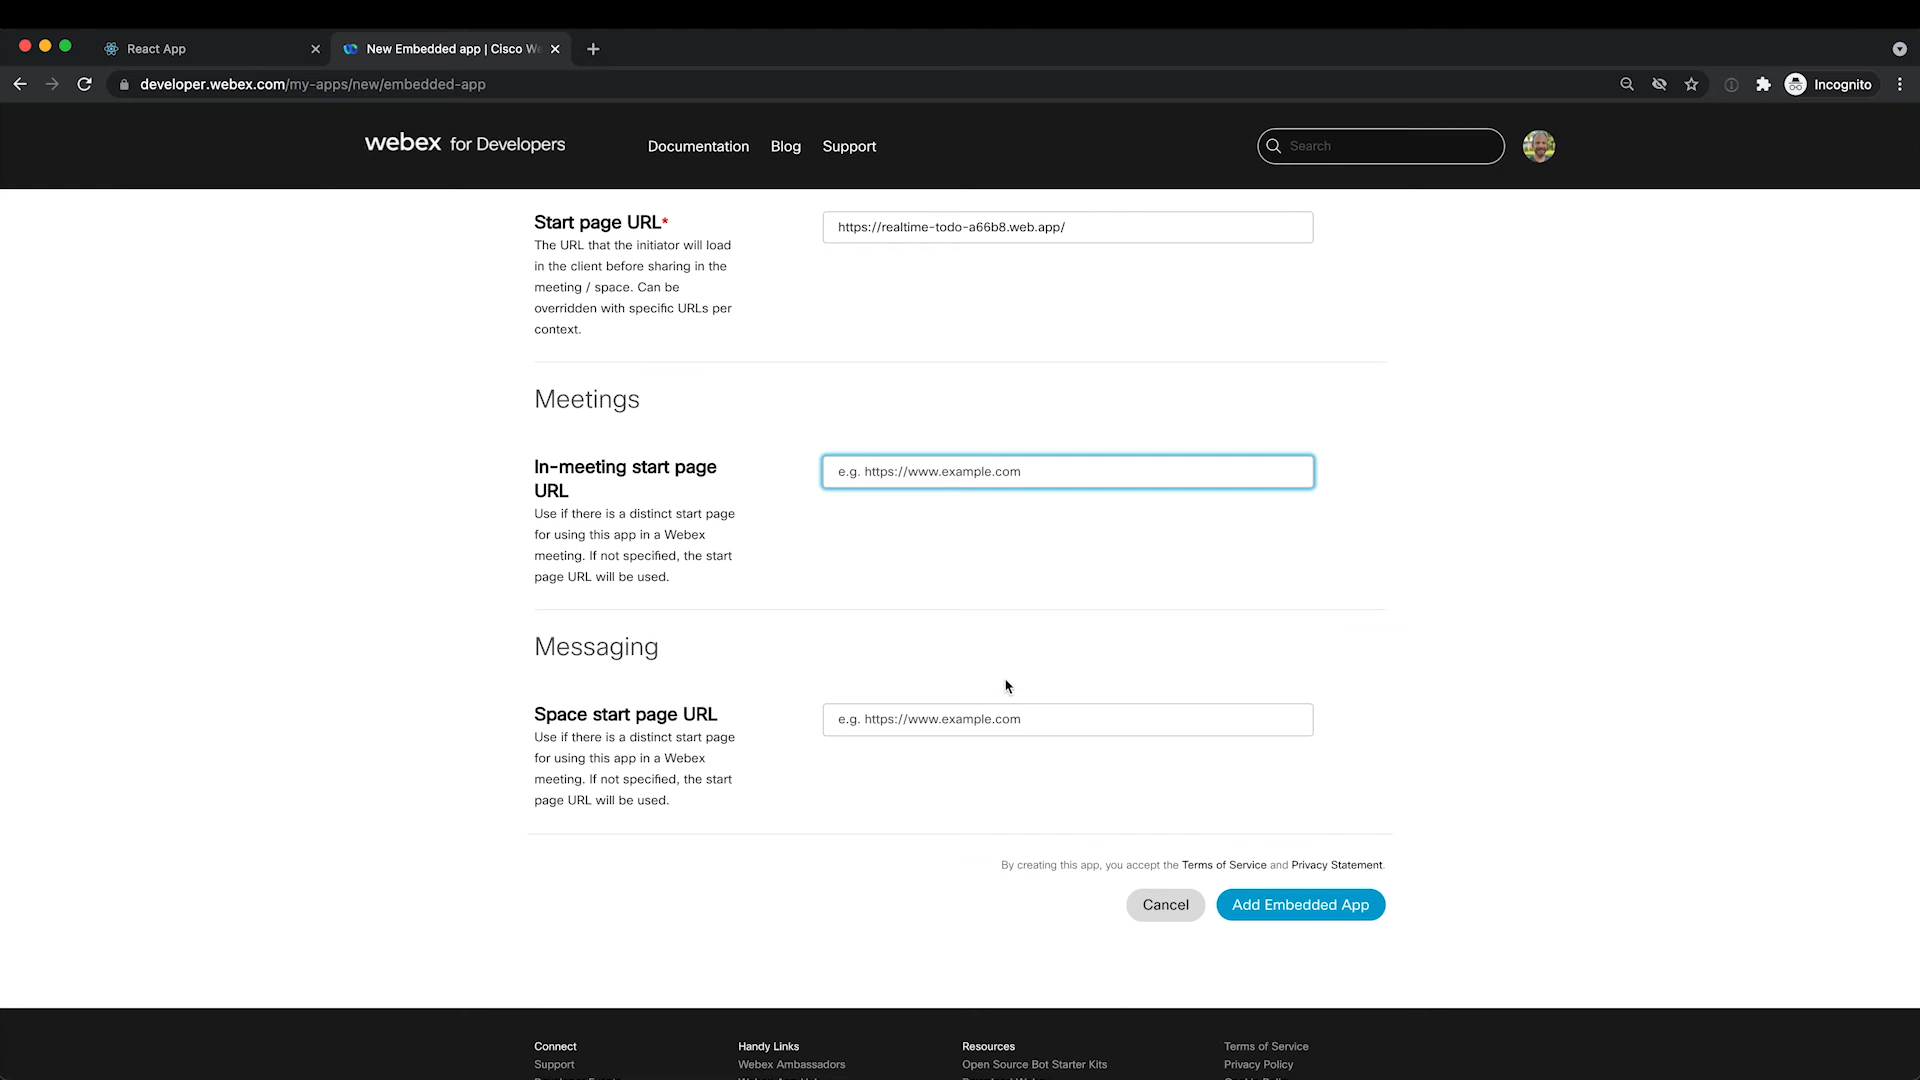 React App
New Embedded app | Cisco We
developer.webex.com/my-apps/new/embedded-app
Incognito
webex for Developers
Documentation
Blog
Support
Search
Start page URL*
The URL that the initiator will load
in the client before sharing in the
meeting / space. Can be
overridden with specific URLs per
context.
https://realtime-todo-a66b8.web.app/
Meetings
In-meeting start page
URL
Use if there is a distinct start page
for using this app in a Webex
meeting. If not specified, the start
page URL will be used.
e.g. https://www.example.com
Messaging
Space start page URL
Use if there is a distinct start page
for using this app in a Webex
meeting. If not specified, the start
page URL will be used.
e.g. https://www.example.com
By creating this app, you accept the Terms of Service and Privacy Statement.
Cancel
Add Embedded App
Connect
Support
Handy Links
Webex Ambassadors
Resources
Open Source Bot Starter Kits
Terms of Service
Privacy Policy